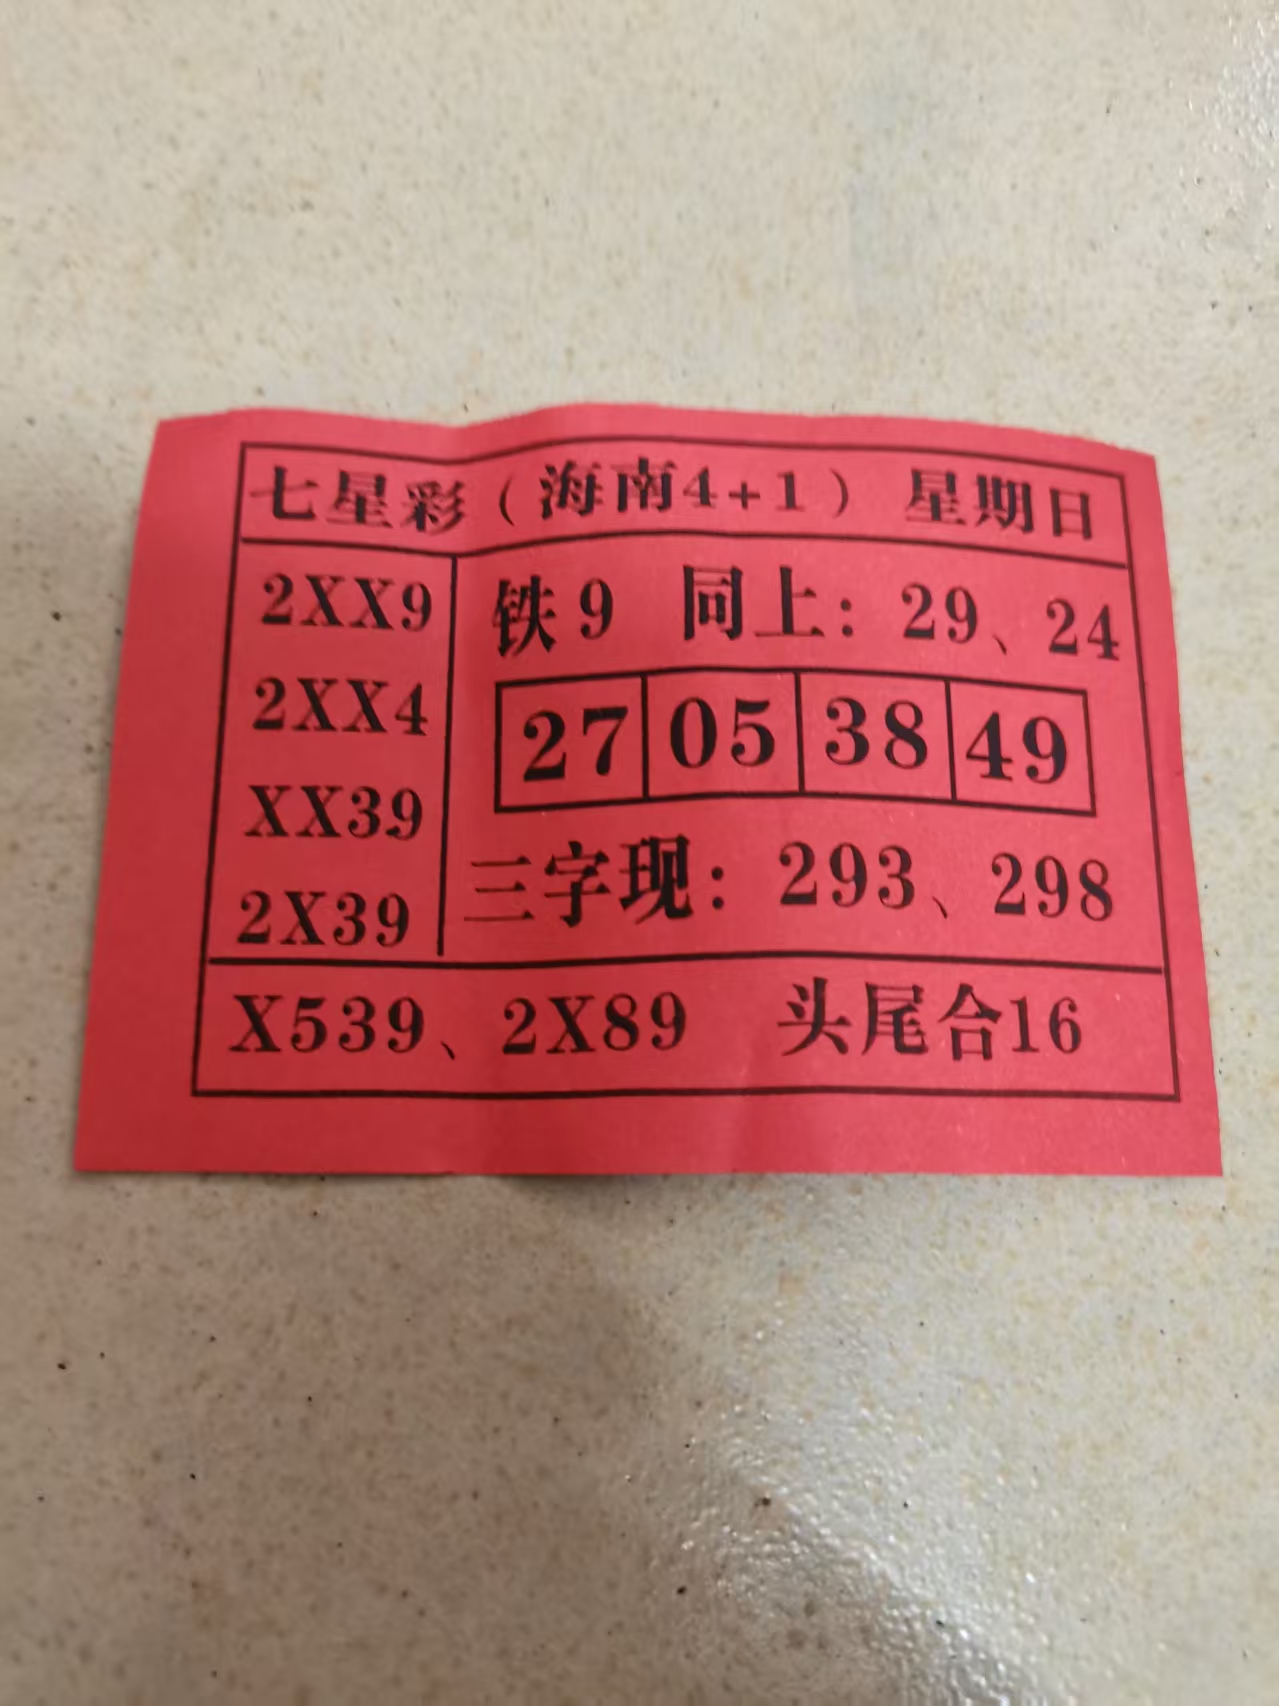 七星彩（海南4+1） 星期日
2XX9
2XX4
XX39
2X39
铁9 同上：29、24
27 05 38 49
三字现：293、298
X539、2X89 头尾合16